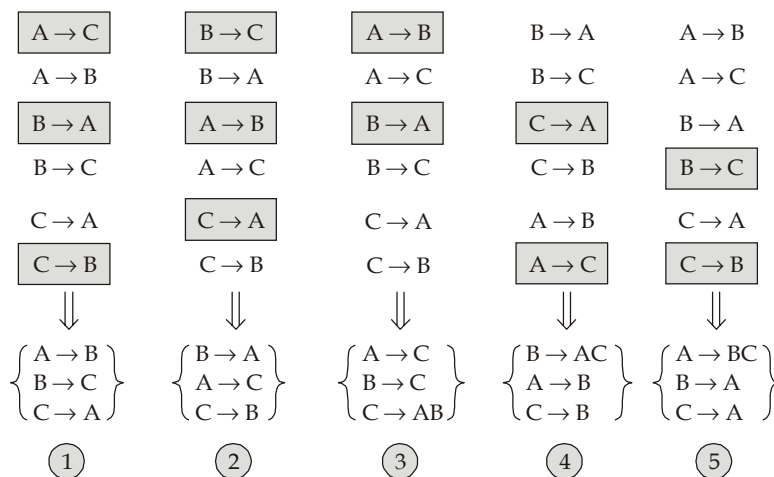 A → C B → C A → B B → A A → B
A → B B → A A → C B → C A → C
B → A A → B B → A C → A B → A
B → C A → C B → C C → B B → C
C → A C → A C → A A → B C → A
C → B C → B C → B A → C C → B
⇓ ⇓ ⇓ ⇓ ⇓
A → B B → A A → C B → AC A → BC
B → C A → C B → C A → B B → A
C → A C → B C → AB C → B C → A
1 2 3 4 5